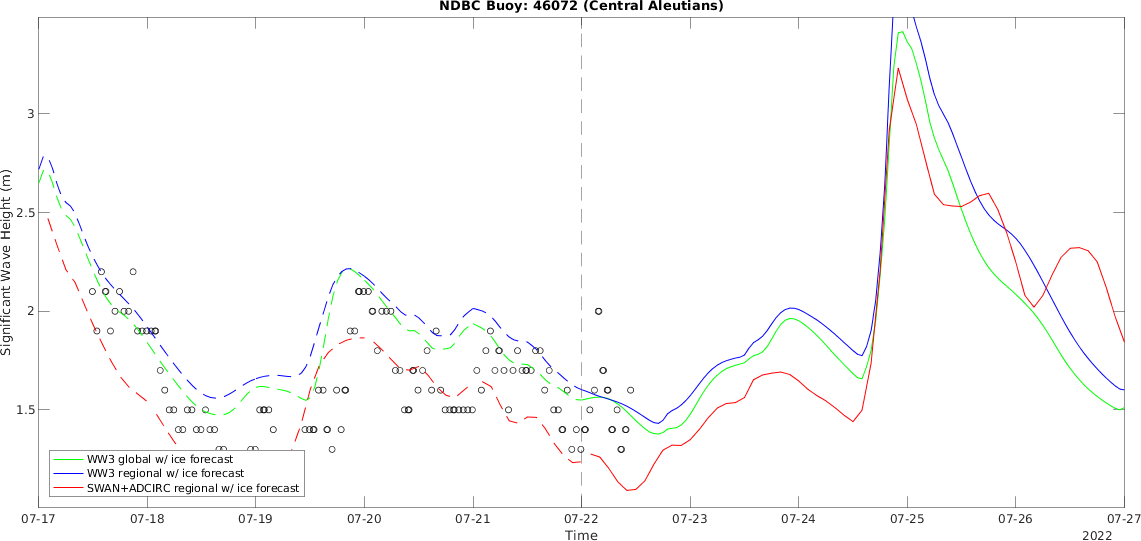 NDBC Buoy: 46072 (Central Aleutians)
Significant Wave Height (m)
3
2.5
2
1.5
WW3 global w/ ice forecast
WW3 regional w/ ice forecast
SWAN+ADCIRC regional w/ ice forecast
07-17 07-18 07-19 07-20 07-21 07-22 07-23 07-24 07-25 07-26 07-27
Time
2022